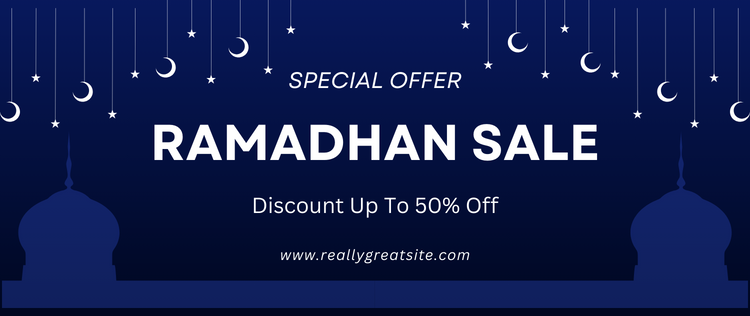 SPECIAL OFFER
RAMADHAN SALE
Discount Up To 50% Off
www.reallygreatsite.com